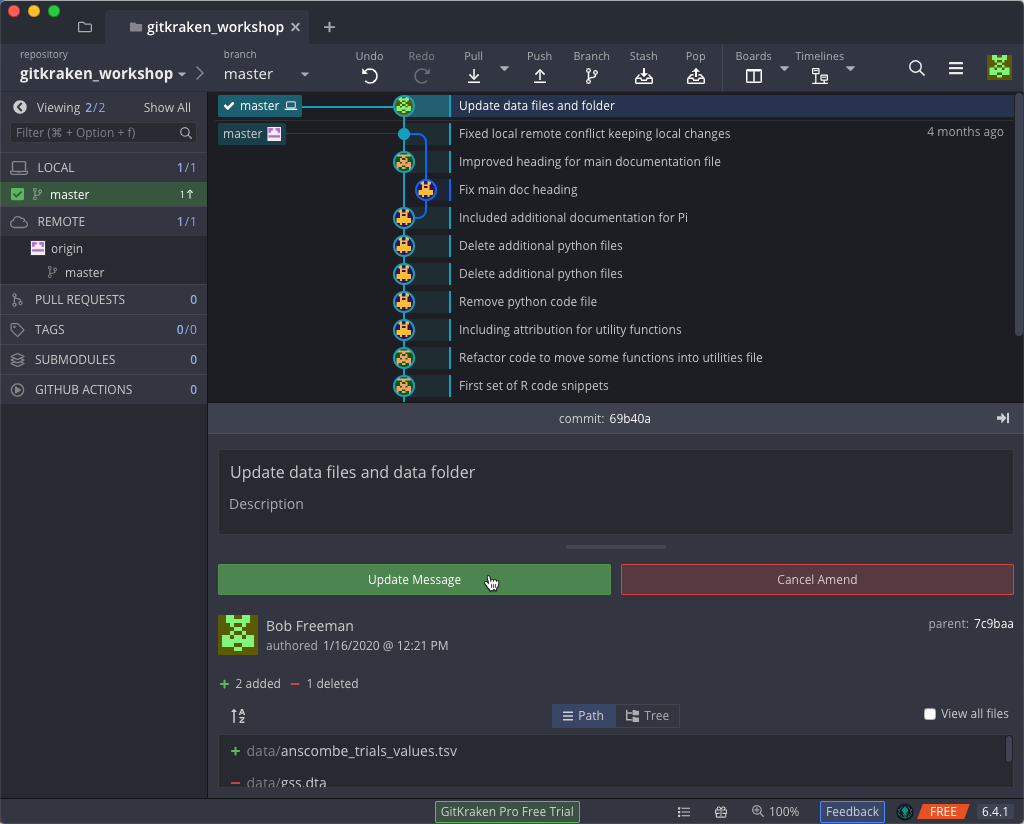 gitkraken_workshop
repository
gitkraken_workshop
branch
master
Undo
Redo
Pull
Push
Branch
Stash
Pop
Boards
Timelines
Viewing 2/2
Show All
Filter (⌘ + Option + f)
LOCAL 1/1
master 1↑
REMOTE 1/1
origin
master
PULL REQUESTS 0
TAGS 0/0
SUBMODULES 0
GITHUB ACTIONS 0
master Update data files and folder
master Fixed local remote conflict keeping local changes 4 months ago
Improved heading for main documentation file
Fix main doc heading
Included additional documentation for Pi
Delete additional python files
Delete additional python files
Remove python code file
Including attribution for utility functions
Refactor code to move some functions into utilities file
First set of R code snippets
commit: 69b40a
Update data files and data folder
Description
Update Message
Cancel Amend
Bob Freeman
authored 1/16/2020 @ 12:21 PM
parent: 7c9baa
+ 2 added − 1 deleted
A
Z
Path
Tree
View all files
+ data/anscombe_trials_values.tsv
− data/gss.dta
GitKraken Pro Free Trial
100%
Feedback
FREE
6.4.1